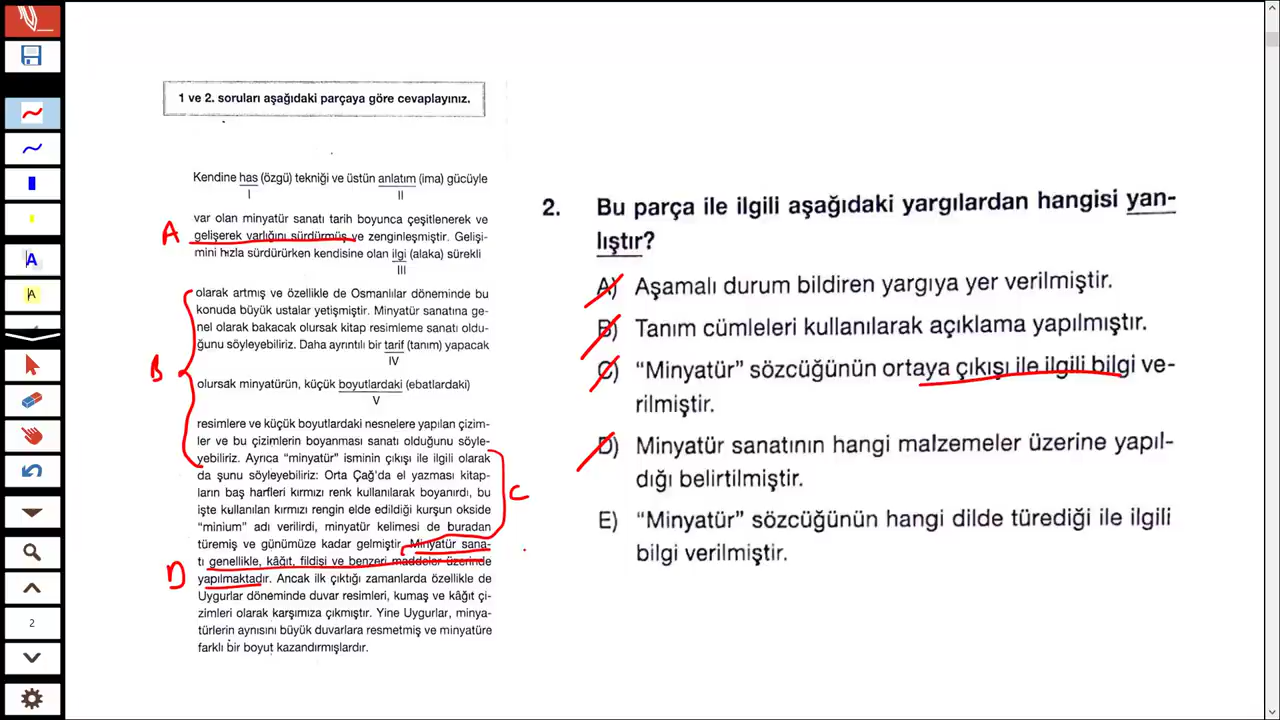 1 ve 2. soruları aşağıdaki parçaya göre cevaplayınız.
Kendine has (özgü) tekniği ve üstün anlatım (ima) gücüyle
I II
var olan minyatür sanatı tarih boyunca çeşitlenerek ve
A
gelişerek varlığını sürdürmüş ve zenginleşmiştir. Gelişi-
mini hızla sürdürürken kendisine olan ilgi (alaka) sürekli
III
olarak artmış ve özellikle de Osmanlılar döneminde bu
konuda büyük ustalar yetişmiştir. Minyatür sanatına ge-
nel olarak bakacak olursak kitap resimleme sanatı oldu-
ğunu söyleyebiliriz. Daha ayrıntılı bir tarif (tanım) yapacak
IV
B
olursak minyatürün, küçük boyutlardaki (ebatlardaki)
V
resimlere ve küçük boyutlardaki nesnelere yapılan çizim-
ler ve bu çizimlerin boyanması sanatı olduğunu söyle-
yebiliriz. Ayrıca “minyatür” isminin çıkışı ile ilgili olarak
da şunu söyleyebiliriz: Orta Çağ'da el yazması kitap-
ların baş harfleri kırmızı renk kullanılarak boyanırdı, bu
C
işte kullanılan kırmızı rengin elde edildiği kurşun okside
“minium” adı verilirdi, minyatür kelimesi de buradan
türemiş ve günümüze kadar gelmiştir. Minyatür sana-
tı genellikle, kâğıt, fildişi ve benzeri maddeler üzerinde
D
yapılmaktadır. Ancak ilk çıktığı zamanlarda özellikle de
Uygurlar döneminde duvar resimleri, kumaş ve kâğıt çi-
zimleri olarak karşımıza çıkmıştır. Yine Uygurlar, minya-
türlerin aynısını büyük duvarlara resmetmiş ve minyatüre
farklı bir boyut kazandırmışlardır.
2. Bu parça ile ilgili aşağıdaki yargılardan hangisi yan-
lıştır?
A) Aşamalı durum bildiren yargıya yer verilmiştir.
B) Tanım cümleleri kullanılarak açıklama yapılmıştır.
C) “Minyatür” sözcüğünün ortaya çıkışı ile ilgili bilgi ve-
rilmiştir.
D) Minyatür sanatının hangi malzemeler üzerine yapıl-
dığı belirtilmiştir.
E) “Minyatür” sözcüğünün hangi dilde türediği ile ilgili
bilgi verilmiştir.
A
A
2